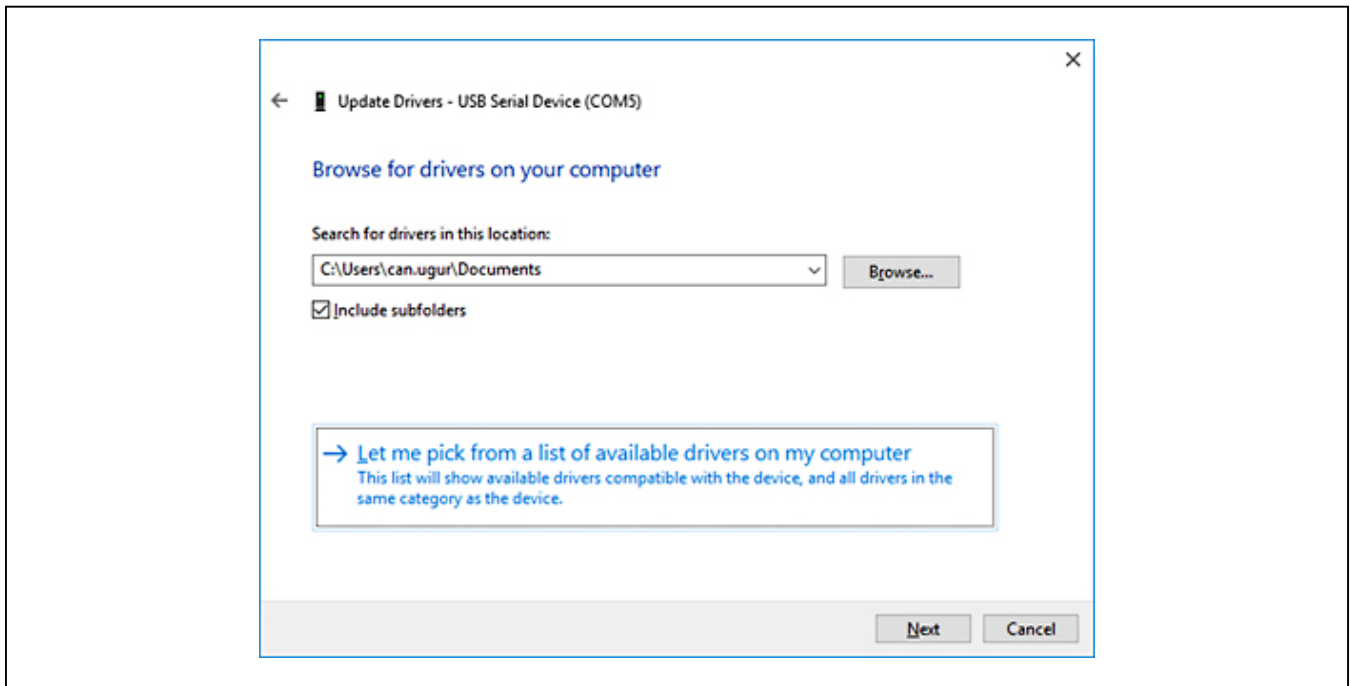 Update Drivers - USB Serial Device (COM5)
Browse for drivers on your computer
Search for drivers in this location:
C:\Users\can.ugur\Documents
Browse...
Include subfolders
Let me pick from a list of available drivers on my computer
This list will show available drivers compatible with the device, and all drivers in the
same category as the device.
Next Cancel